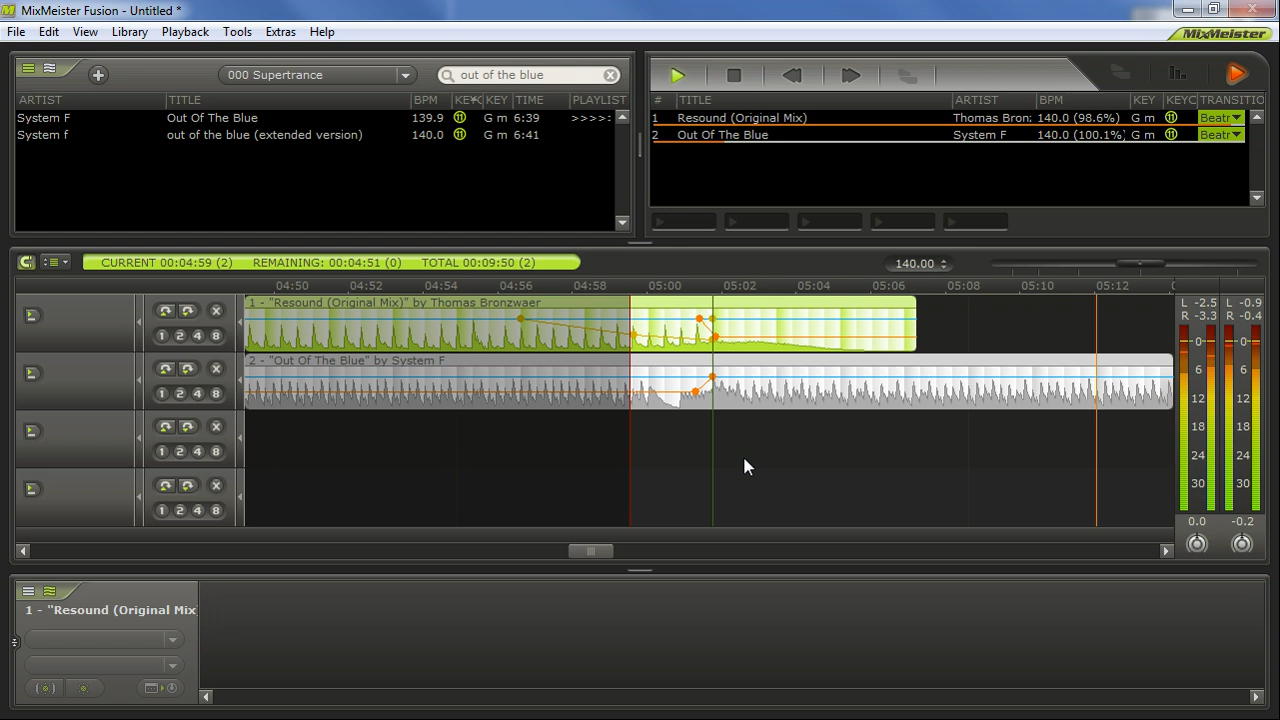 MixMeister Fusion - Untitled *
File Edit View Library Playback Tools Extras Help
MIXMEISTER
000 Supertrance
out of the blue
ARTIST TITLE BPM KEY TIME PLAYLIST
System F Out Of The Blue 139.9 11 G m 6:39 >>>>:
System f out of the blue (extended version) 140.0 11 G m 6:41
# TITLE ARTIST BPM KEY KEYC TRANSITIO
1 Resound (Original Mix) Thomas Bron: 140.0 (98.6%) G m 11 Beatr
2 Out Of The Blue System F 140.0 (100.1%) G m 11 Beatr
CURRENT 00:04:59 (2) REMAINING: 00:04:51 (0) TOTAL 00:09:50 (2)
140.00
04:50 04:52 04:54 04:56 04:58 05:00 05:02 05:04 05:06 05:08 05:10 05:12
1 - "Resound (Original Mix)" by Thomas Bronzwaer
1 2 4 8
2 - "Out Of The Blue" by System F
1 2 4 8
1 2 4 8
1 2 4 8
L -2.5 L -0.9
R -3.3 R -0.4
0 0
6 6
12 12
18 18
24 24
30 30
0.0 -0.2
1 - "Resound (Original Mix